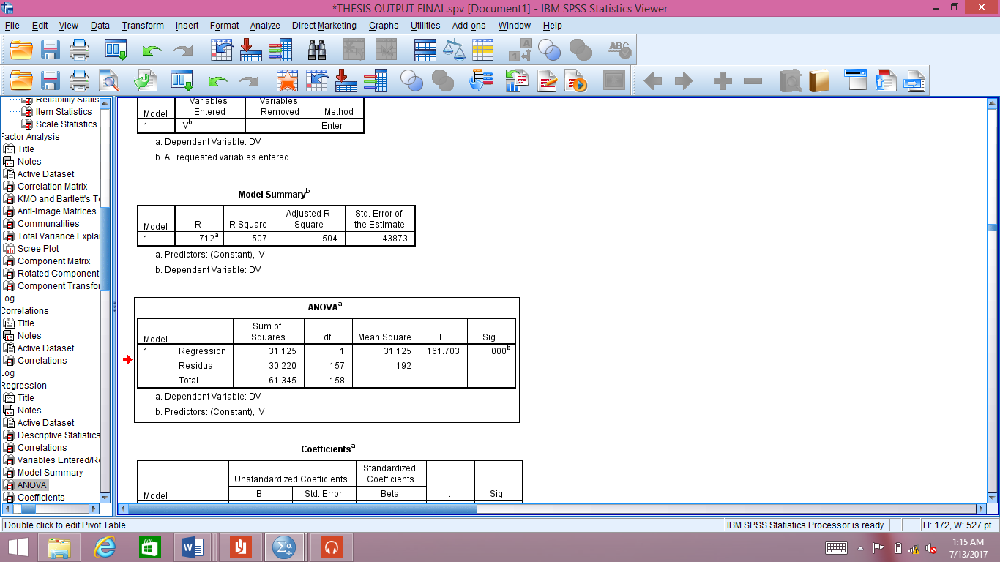 *THESIS OUTPUT FINAL.spv [Document1] - IBM SPSS Statistics Viewer
File Edit View Data Transform Insert Format Analyze Direct Marketing Graphs Utilities Add-ons Window Help
Reliability Statis
Item Statistics
Scale Statistics
Factor Analysis
Title
Notes
Active Dataset
Correlation Matrix
KMO and Bartlett's T
Anti-image Matrices
Communalities
Total Variance Expla
Scree Plot
Component Matrix
Rotated Component
Component Transfor
Log
Correlations
Title
Notes
Active Dataset
Correlations
Log
Regression
Title
Notes
Active Dataset
Descriptive Statistics
Correlations
Variables Entered/Re
Model Summary
ANOVA
Coefficients
Model Variables Entered Variables Removed Method
1 IVb . Enter
a. Dependent Variable: DV
b. All requested variables entered.
Model Summaryb
Model R R Square Adjusted R Square Std. Error of the Estimate
1 .712a .507 .504 .43873
a. Predictors: (Constant), IV
b. Dependent Variable: DV
ANOVAa
Model Sum of Squares df Mean Square F Sig.
1 Regression 31.125 1 31.125 161.703 .000b
Residual 30.220 157 .192
Total 61.345 158
a. Dependent Variable: DV
b. Predictors: (Constant), IV
Coefficientsa
Model Unstandardized Coefficients Standardized Coefficients t Sig.
B Std. Error Beta
Double click to edit Pivot Table
IBM SPSS Statistics Processor is ready
H: 172, W: 527 pt.
1:15 AM
7/13/2017